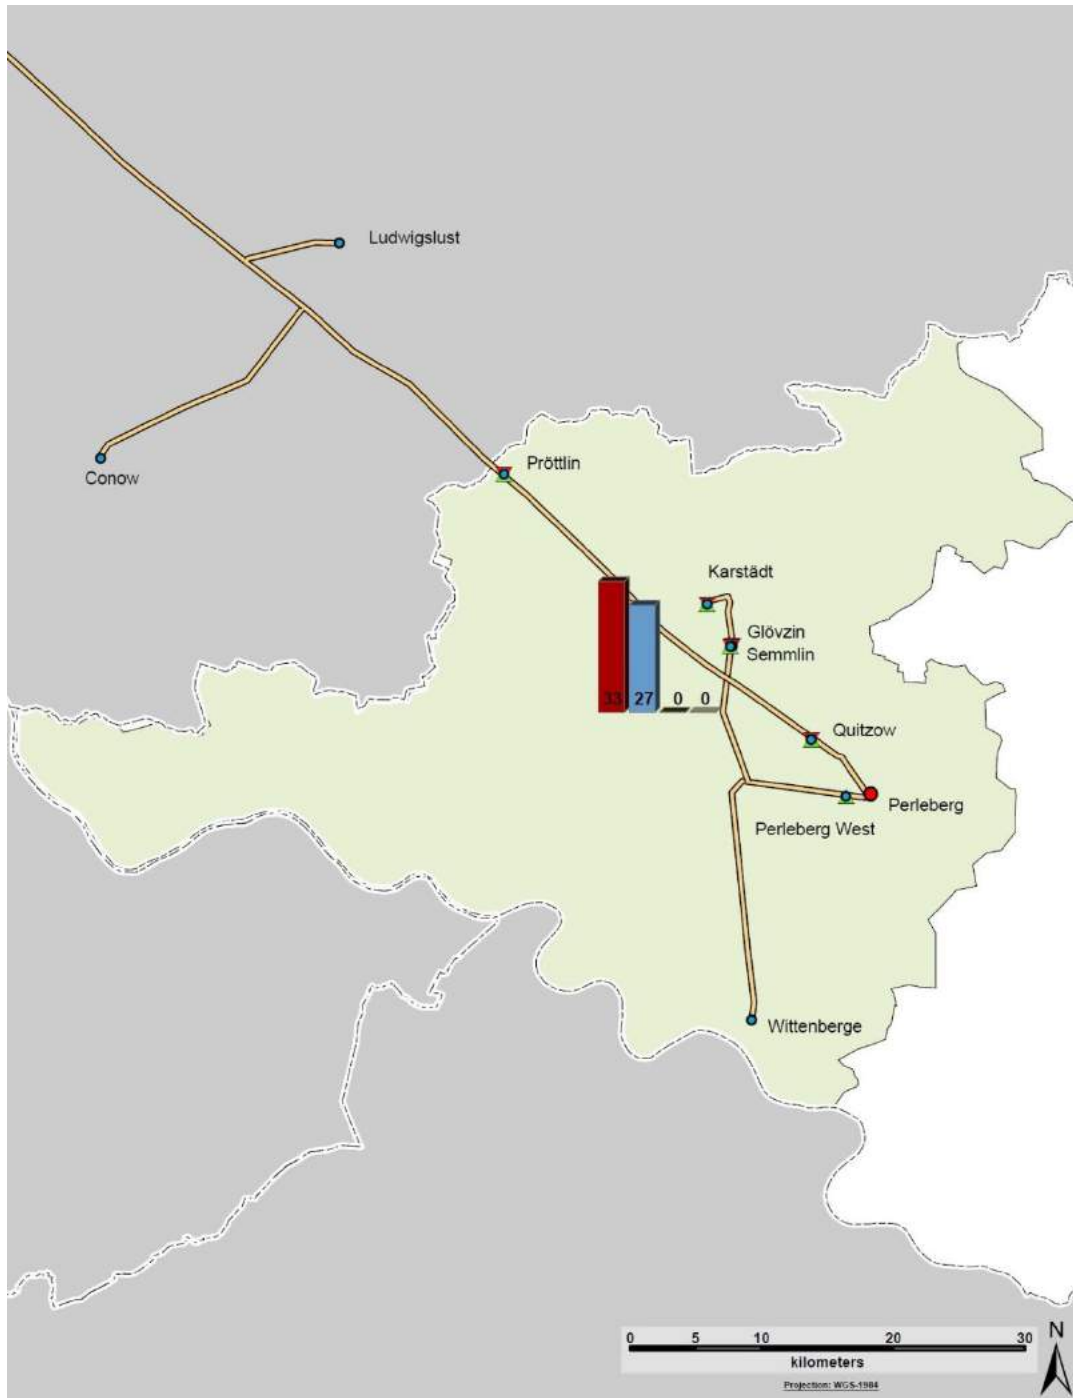 Ludwigslust
Conow
Pröttlin
Karstädt
Glövzin
Semmlin
33 27 0 0
Quitzow
Perleberg
Perleberg West
Wittenberge
N
0 5 10 20 30
kilometers
Projection: WGS-1984